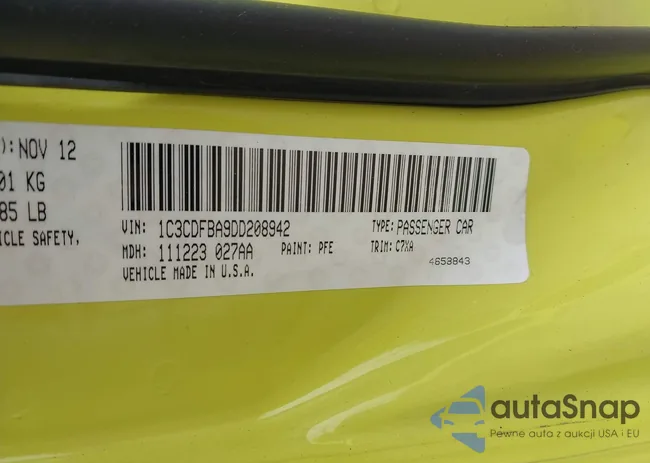 ): NOV 12
01 KG
85 LB
ICLE SAFETY,
VIN: 1C3CDFBA9DD208942
TYPE: PASSENGER CAR
MDH: 111223 027AA
PAINT: PFE
TRIM: C7XA
VEHICLE MADE IN U.S.A.
4658843
autaSnap
Pewne auta z aukcji USA i EU